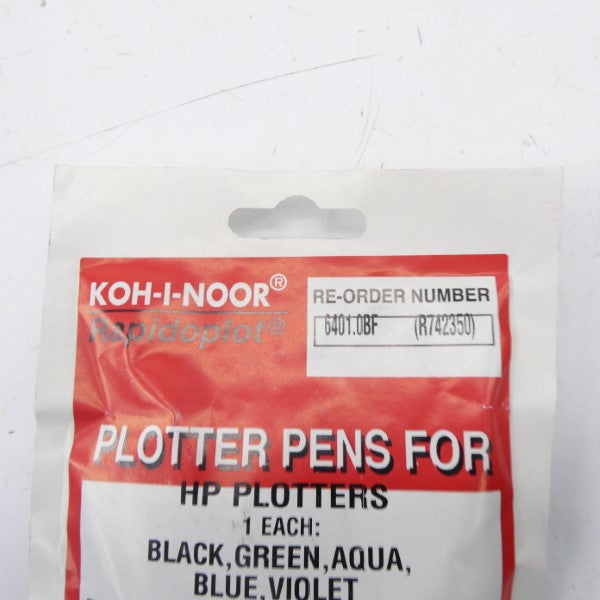 KOH-I-NOOR®
Rapidoplot®
RE-ORDER NUMBER
6401.0BF (R742350)
PLOTTER PENS FOR
HP PLOTTERS
1 EACH:
BLACK,GREEN,AQUA,
BLUE,VIOLET